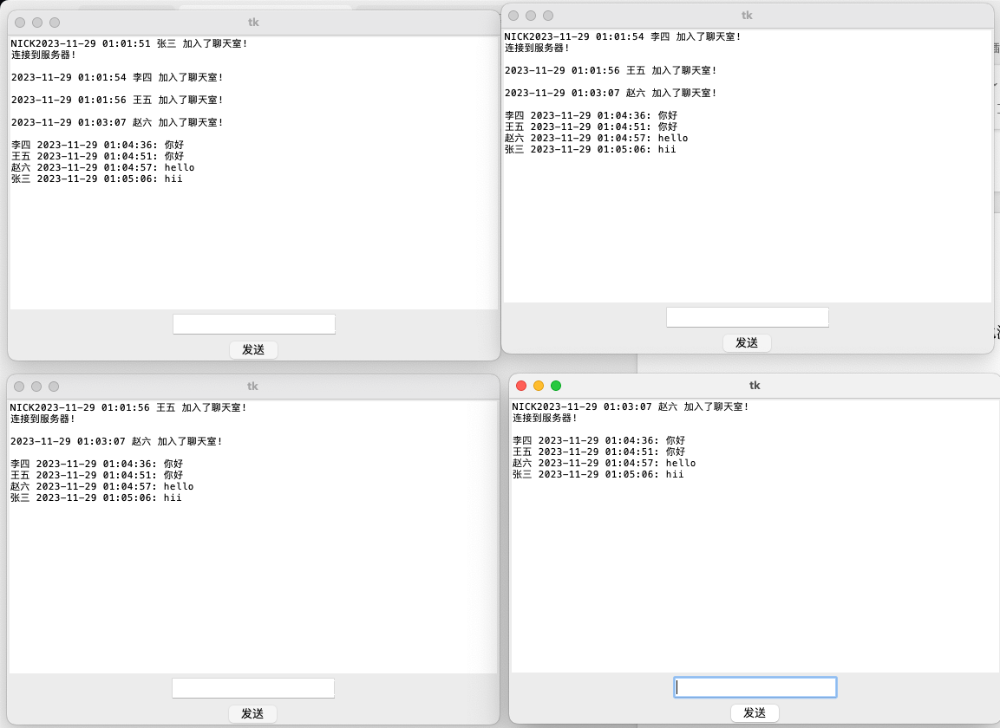 tk
NICK2023-11-29 01:01:51 张三 加入了聊天室!
连接到服务器!
2023-11-29 01:01:54 李四 加入了聊天室!
2023-11-29 01:01:56 王五 加入了聊天室!
2023-11-29 01:03:07 赵六 加入了聊天室!
李四 2023-11-29 01:04:36: 你好
王五 2023-11-29 01:04:51: 你好
赵六 2023-11-29 01:04:57: hello
张三 2023-11-29 01:05:06: hii
发送
tk
NICK2023-11-29 01:01:54 李四 加入了聊天室!
连接到服务器!
2023-11-29 01:01:56 王五 加入了聊天室!
2023-11-29 01:03:07 赵六 加入了聊天室!
李四 2023-11-29 01:04:36: 你好
王五 2023-11-29 01:04:51: 你好
赵六 2023-11-29 01:04:57: hello
张三 2023-11-29 01:05:06: hii
发送
tk
NICK2023-11-29 01:01:56 王五 加入了聊天室!
连接到服务器!
2023-11-29 01:03:07 赵六 加入了聊天室!
李四 2023-11-29 01:04:36: 你好
王五 2023-11-29 01:04:51: 你好
赵六 2023-11-29 01:04:57: hello
张三 2023-11-29 01:05:06: hii
发送
tk
NICK2023-11-29 01:03:07 赵六 加入了聊天室!
连接到服务器!
李四 2023-11-29 01:04:36: 你好
王五 2023-11-29 01:04:51: 你好
赵六 2023-11-29 01:04:57: hello
张三 2023-11-29 01:05:06: hii
发送